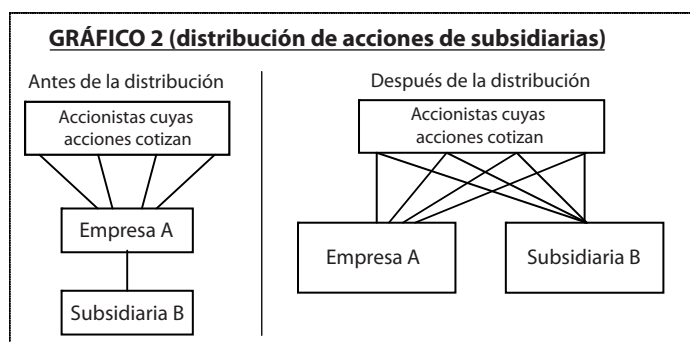 GRÁFICO 2 (distribución de acciones de subsidiarias)
Antes de la distribución
Accionistas cuyas
acciones cotizan
Empresa A
Subsidiaria B
Después de la distribución
Accionistas cuyas
acciones cotizan
Empresa A
Subsidiaria B